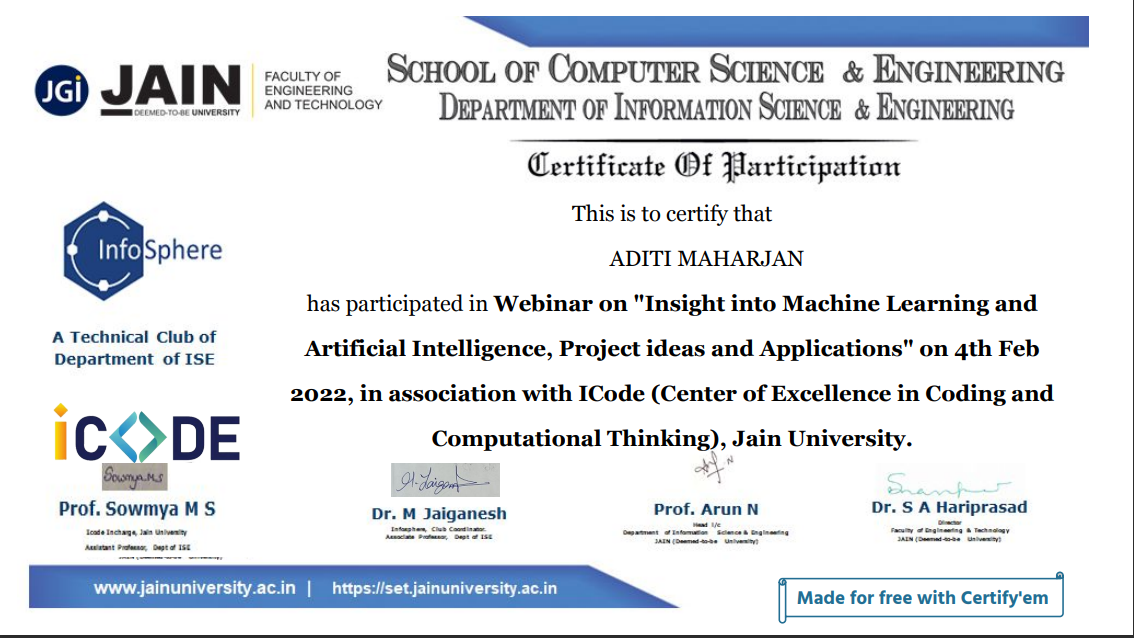 JGi JAIN
DEEMED-TO-BE UNIVERSITY
FACULTY OF
ENGINEERING
AND TECHNOLOGY
SCHOOL OF COMPUTER SCIENCE & ENGINEERING
DEPARTMENT OF INFORMATION SCIENCE & ENGINEERING
Certificate Of Participation
This is to certify that
ADITI MAHARJAN
has participated in Webinar on "Insight into Machine Learning and
Artificial Intelligence, Project ideas and Applications" on 4th Feb
2022, in association with ICode (Center of Excellence in Coding and
Computational Thinking), Jain University.
InfoSphere
A Technical Club of
Department of ISE
iCODE
Sowmya.M.S
Prof. Sowmya M S
Icode Incharge, Jain University
Assistant Professor, Dept of ISE
JAIN (Deemed-to-be University)
M. Jaiganesh
Dr. M Jaiganesh
Infosphere, Club Coordinator.
Associate Professor, Dept of ISE
Prof. Arun N
Head I/c
Department of Information Science & Engineering
JAIN (Deemed-to-be University)
Dr. S A Hariprasad
Director
Faculty of Engineering & Technology
JAIN (Deemed-to-be University)
www.jainuniversity.ac.in | https://set.jainuniversity.ac.in
Made for free with Certify'em